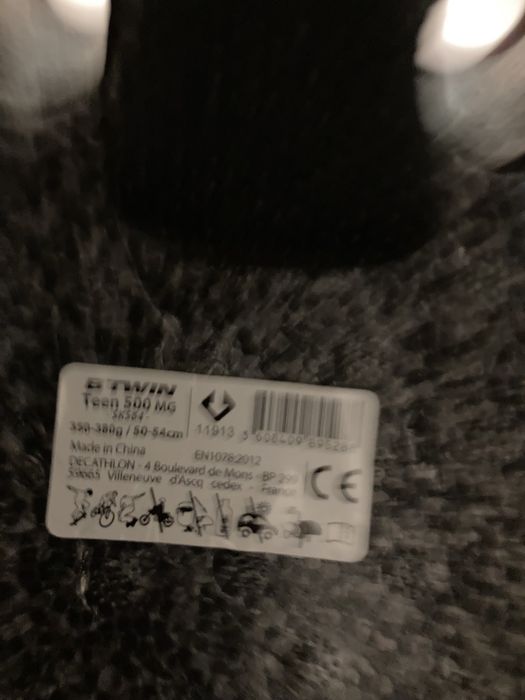 B'TWIN
Teen 500 MG
SK564
350-380g / 50-54cm
11913
Made in China
EN1078:2012
DECATHLON - 4 Boulevard de Mons - BP 299
59665 Villeneuve d'Ascq cedex - France
CE